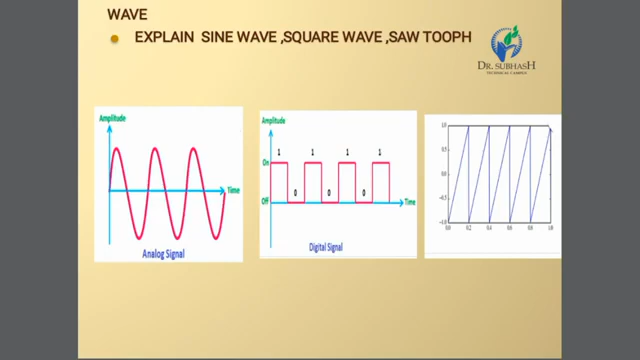 WAVE
EXPLAIN SINE WAVE ,SQUARE WAVE ,SAW TOOPH
DR. SUBHASH
TECHNICAL CAMPUS
Amplitude
Time
Analog Signal
Amplitude
1 1 1 1
On
0 0 0
Off
Time
Digital Signal
1.0
0.5
0.0
−0.5
−1.0
0.0 0.2 0.4 0.6 0.8 1.0